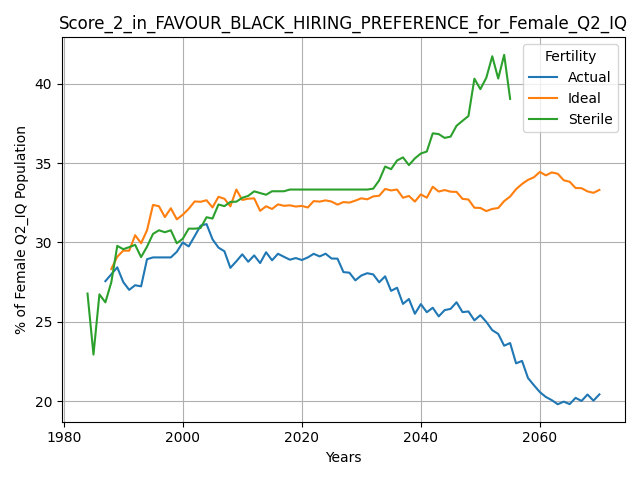 Score_2_in_FAVOUR_BLACK_HIRING_PREFERENCE_for_Female_Q2_IQ
Fertility
Actual
Ideal
Sterile
% of Female Q2_IQ Population
40
35
30
25
20
1980
2000
2020
2040
2060
Years